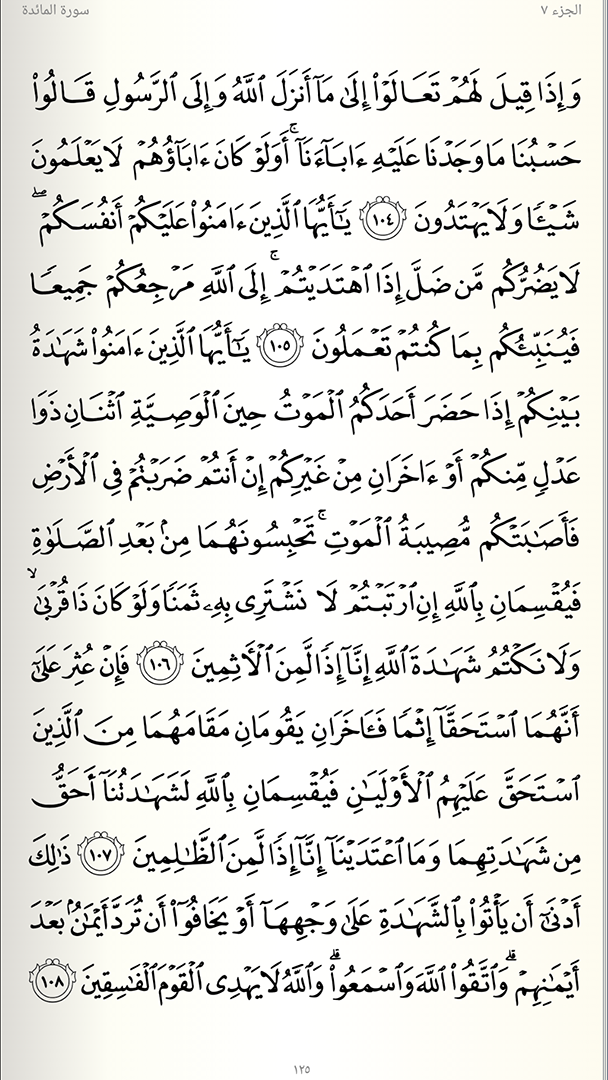 الجزء ٧
سورة المائدة
وَإِذَا قِيلَ لَهُمْ تَعَالَوْا۟ إِلَىٰ مَآ أَنزَلَ ٱللَّهُ وَإِلَى ٱلرَّسُولِ قَالُوا۟
حَسْبُنَا مَا وَجَدْنَا عَلَيْهِ ءَابَآءَنَآ ۚ أَوَلَوْ كَانَ ءَابَآؤُهُمْ لَا يَعْلَمُونَ
شَيْـًٔا وَلَا يَهْتَدُونَ ١٠٤ يَـٰٓأَيُّهَا ٱلَّذِينَ ءَامَنُوا۟ عَلَيْكُمْ أَنفُسَكُمْ ۖ
لَا يَضُرُّكُم مَّن ضَلَّ إِذَا ٱهْتَدَيْتُمْ ۚ إِلَى ٱللَّهِ مَرْجِعُكُمْ جَمِيعًا
فَيُنَبِّئُكُم بِمَا كُنتُمْ تَعْمَلُونَ ١٠٥ يَـٰٓأَيُّهَا ٱلَّذِينَ ءَامَنُوا۟ شَهَـٰدَةُ
بَيْنِكُمْ إِذَا حَضَرَ أَحَدَكُمُ ٱلْمَوْتُ حِينَ ٱلْوَصِيَّةِ ٱثْنَانِ ذَوَا
عَدْلٍ مِّنكُمْ أَوْ ءَاخَرَانِ مِنْ غَيْرِكُمْ إِنْ أَنتُمْ ضَرَبْتُمْ فِى ٱلْأَرْضِ
فَأَصَـٰبَتْكُم مُّصِيبَةُ ٱلْمَوْتِ ۚ تَحْبِسُونَهُمَا مِنۢ بَعْدِ ٱلصَّلَوٰةِ
فَيُقْسِمَانِ بِٱللَّهِ إِنِ ٱرْتَبْتُمْ لَا نَشْتَرِى بِهِۦ ثَمَنًا وَلَوْ كَانَ ذَا قُرْبَىٰ ۙ
وَلَا نَكْتُمُ شَهَـٰدَةَ ٱللَّهِ إِنَّآ إِذًا لَّمِنَ ٱلْـَٔاثِمِينَ ١٠٦ فَإِنْ عُثِرَ عَلَىٰٓ
أَنَّهُمَا ٱسْتَحَقَّآ إِثْمًا فَـَٔاخَرَانِ يَقُومَانِ مَقَامَهُمَا مِنَ ٱلَّذِينَ
ٱسْتَحَقَّ عَلَيْهِمُ ٱلْأَوْلَيَـٰنِ فَيُقْسِمَانِ بِٱللَّهِ لَشَهَـٰدَتُنَآ أَحَقُّ
مِن شَهَـٰدَتِهِمَا وَمَا ٱعْتَدَيْنَآ إِنَّآ إِذًا لَّمِنَ ٱلظَّـٰلِمِينَ ١٠٧ ذَٰلِكَ
أَدْنَىٰٓ أَن يَأْتُوا۟ بِٱلشَّهَـٰدَةِ عَلَىٰ وَجْهِهَآ أَوْ يَخَافُوٓا۟ أَن تُرَدَّ أَيْمَـٰنٌۢ بَعْدَ
أَيْمَـٰنِهِمْ ۗ وَٱتَّقُوا۟ ٱللَّهَ وَٱسْمَعُوا۟ ۗ وَٱللَّهُ لَا يَهْدِى ٱلْقَوْمَ ٱلْفَـٰسِقِينَ ١٠٨
١٢٥